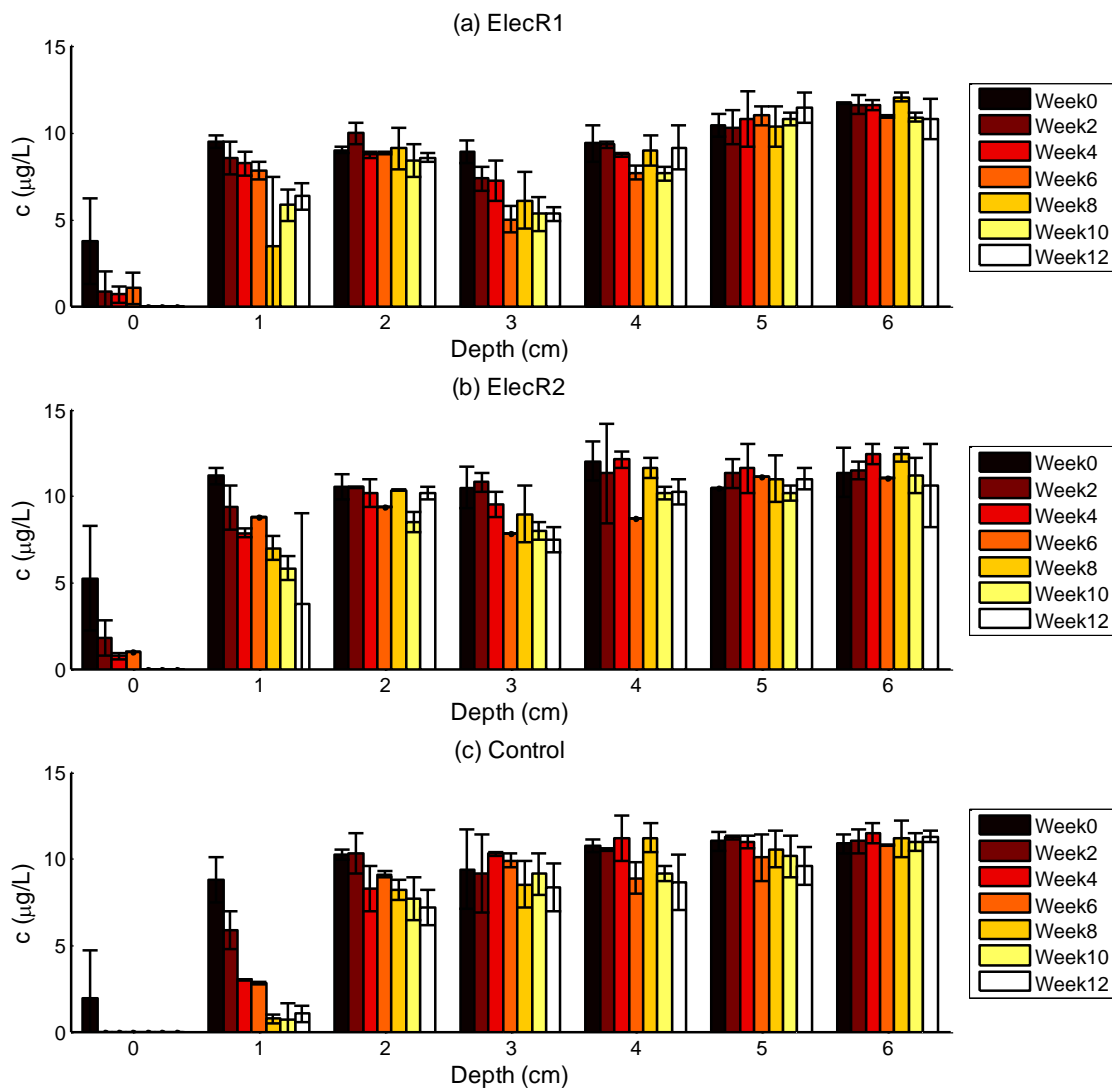 (a) ElecR1
15
10
5
0
c (μg/L)
0 1 2 3 4 5 6
Depth (cm)
Week0
Week2
Week4
Week6
Week8
Week10
Week12
(b) ElecR2
15
10
5
0
c (μg/L)
0 1 2 3 4 5 6
Depth (cm)
Week0
Week2
Week4
Week6
Week8
Week10
Week12
(c) Control
15
10
5
0
c (μg/L)
0 1 2 3 4 5 6
Depth (cm)
Week0
Week2
Week4
Week6
Week8
Week10
Week12